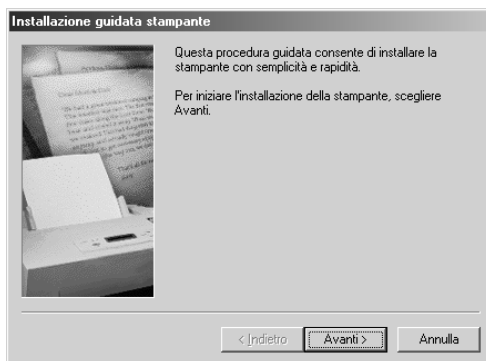 Installazione guidata stampante
Questa procedura guidata consente di installare la
stampante con semplicità e rapidità.
Per iniziare l'installazione della stampante, scegliere
Avanti.
< Indietro
Avanti >
Annulla